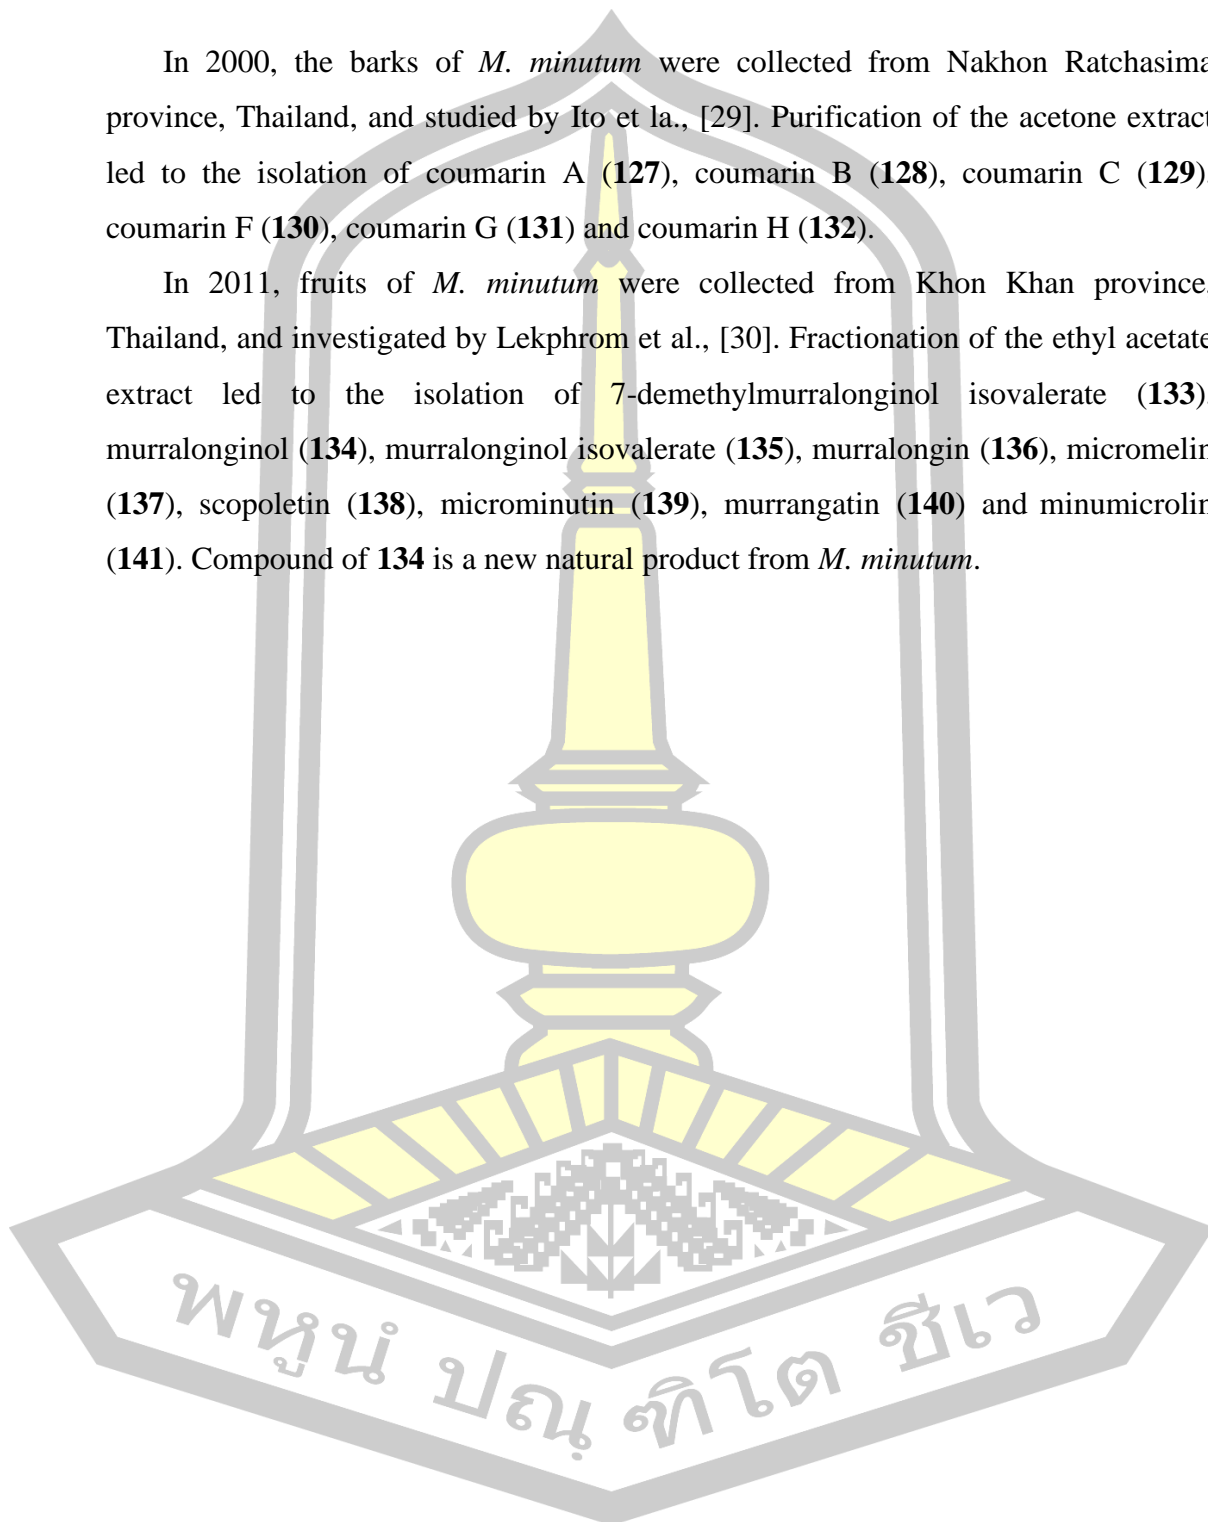 In 2000, the barks of M. minutum were collected from Nakhon Ratchasima
province, Thailand, and studied by Ito et la., [29]. Purification of the acetone extract
led to the isolation of coumarin A (127), coumarin B (128), coumarin C (129),
coumarin F (130), coumarin G (131) and coumarin H (132).
In 2011, fruits of M. minutum were collected from Khon Khan province,
Thailand, and investigated by Lekphrom et al., [30]. Fractionation of the ethyl acetate
extract led to the isolation of 7-demethylmurralonginol isovalerate (133),
murralonginol (134), murralonginol isovalerate (135), murralongin (136), micromelin
(137), scopoletin (138), microminutin (139), murrangatin (140) and minumicrolin
(141). Compound of 134 is a new natural product from M. minutum.
พหูนํ ปณฺ ฑิโต ชีเว